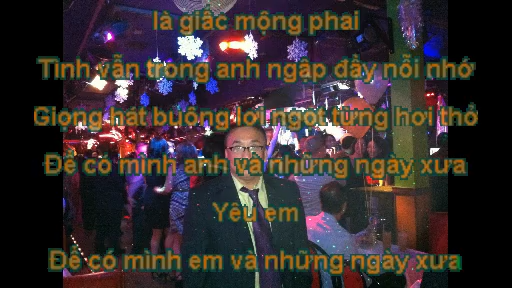 là giấc mộng phai
Tình vẫn trong anh ngập đầy nỗi nhớ
Giọng hát buông lơi ngọt từng hơi thở
Để có mình anh và những ngày xưa
Yêu em
Để có mình em và những ngày xưa